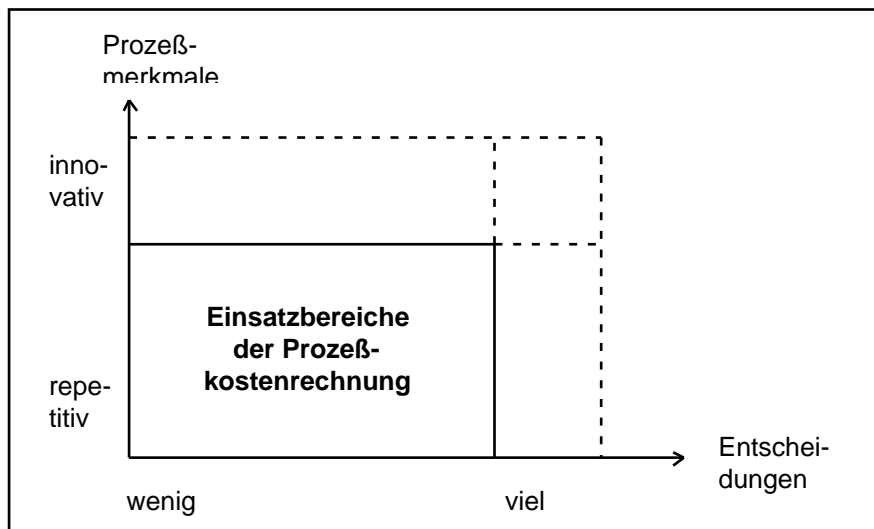 Prozeß-
merkmale
inno-
vativ
Einsatzbereiche
der Prozeß-
kostenrechnung
repe-
titiv
Entschei-
dungen
wenig
viel